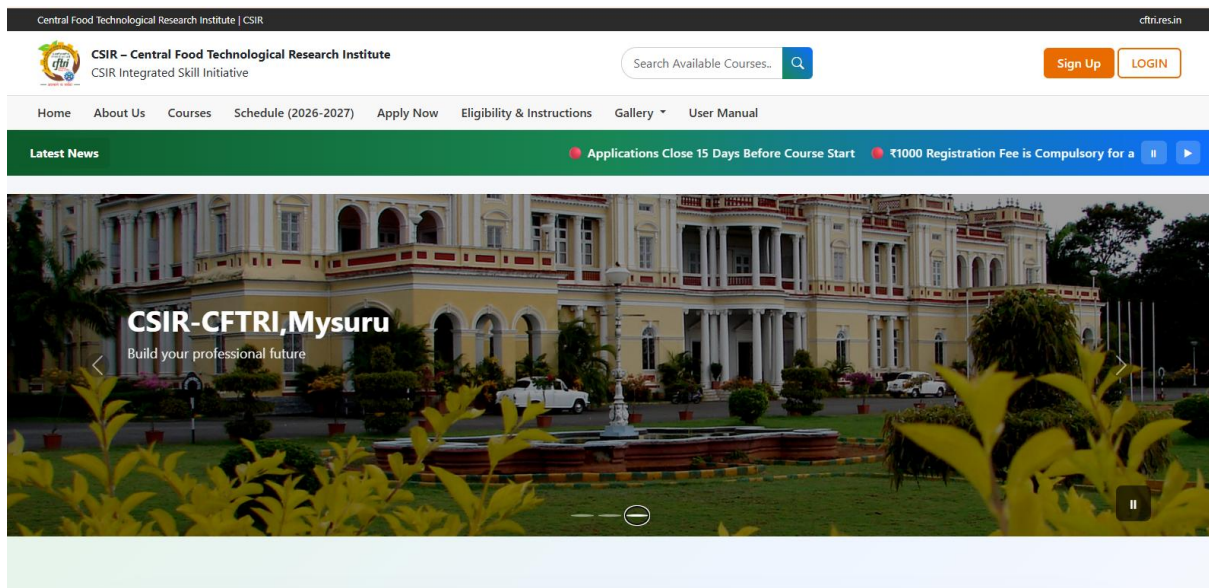 Central Food Technological Research Institute | CSIR
cftri.res.in
cftri
CSIR – Central Food Technological Research Institute
CSIR Integrated Skill Initiative
Search Available Courses..
Sign Up
LOGIN
Home About Us Courses Schedule (2026-2027) Apply Now Eligibility & Instructions Gallery User Manual
Latest News
Applications Close 15 Days Before Course Start
₹1000 Registration Fee is Compulsory for a
CSIR-CFTRI,Mysuru
Build your professional future